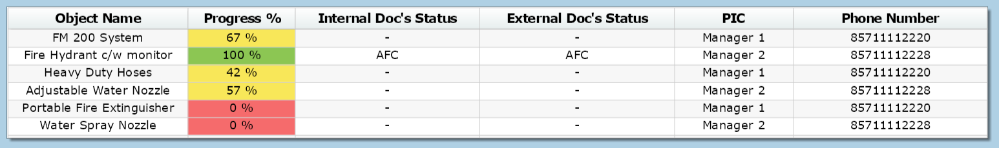 Object Name Progress % Internal Doc's Status External Doc's Status PIC Phone Number
FM 200 System 67 % - - Manager 1 85711112220
Fire Hydrant c/w monitor 100 % AFC AFC Manager 2 85711112228
Heavy Duty Hoses 42 % - - Manager 1 85711112220
Adjustable Water Nozzle 57 % - - Manager 2 85711112228
Portable Fire Extinguisher 0 % - - Manager 1 85711112220
Water Spray Nozzle 0 % - - Manager 2 85711112228